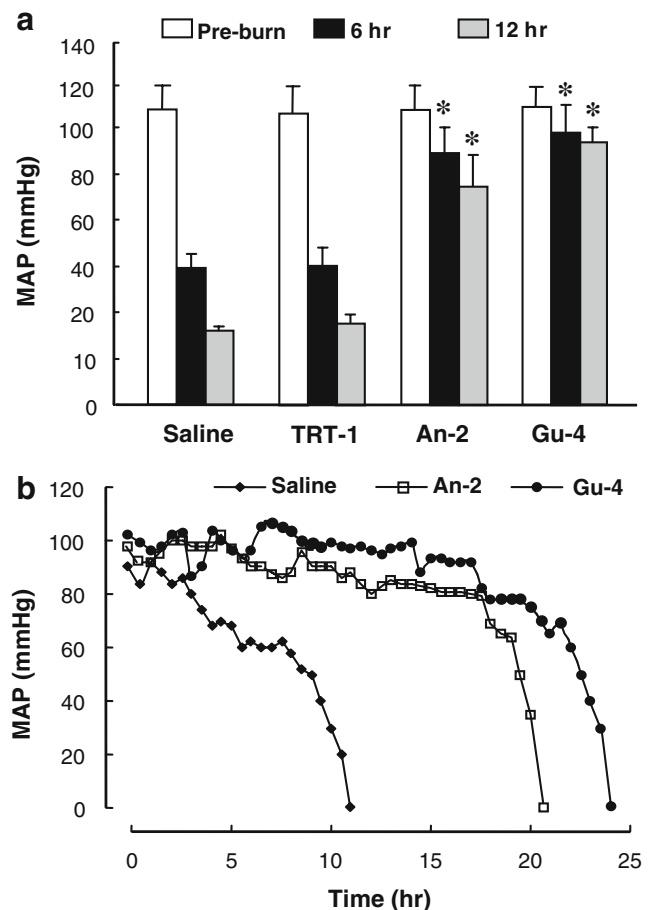 a
Pre-burn 6 hr 12 hr
140
120
100
80
60
40
20
10
0
MAP (mmHg)
* * * *
Saline TRT-1 An-2 Gu-4
b
Saline An-2 Gu-4
120
100
80
60
40
20
0
MAP (mmHg)
0 5 10 15 20 25
Time (hr)